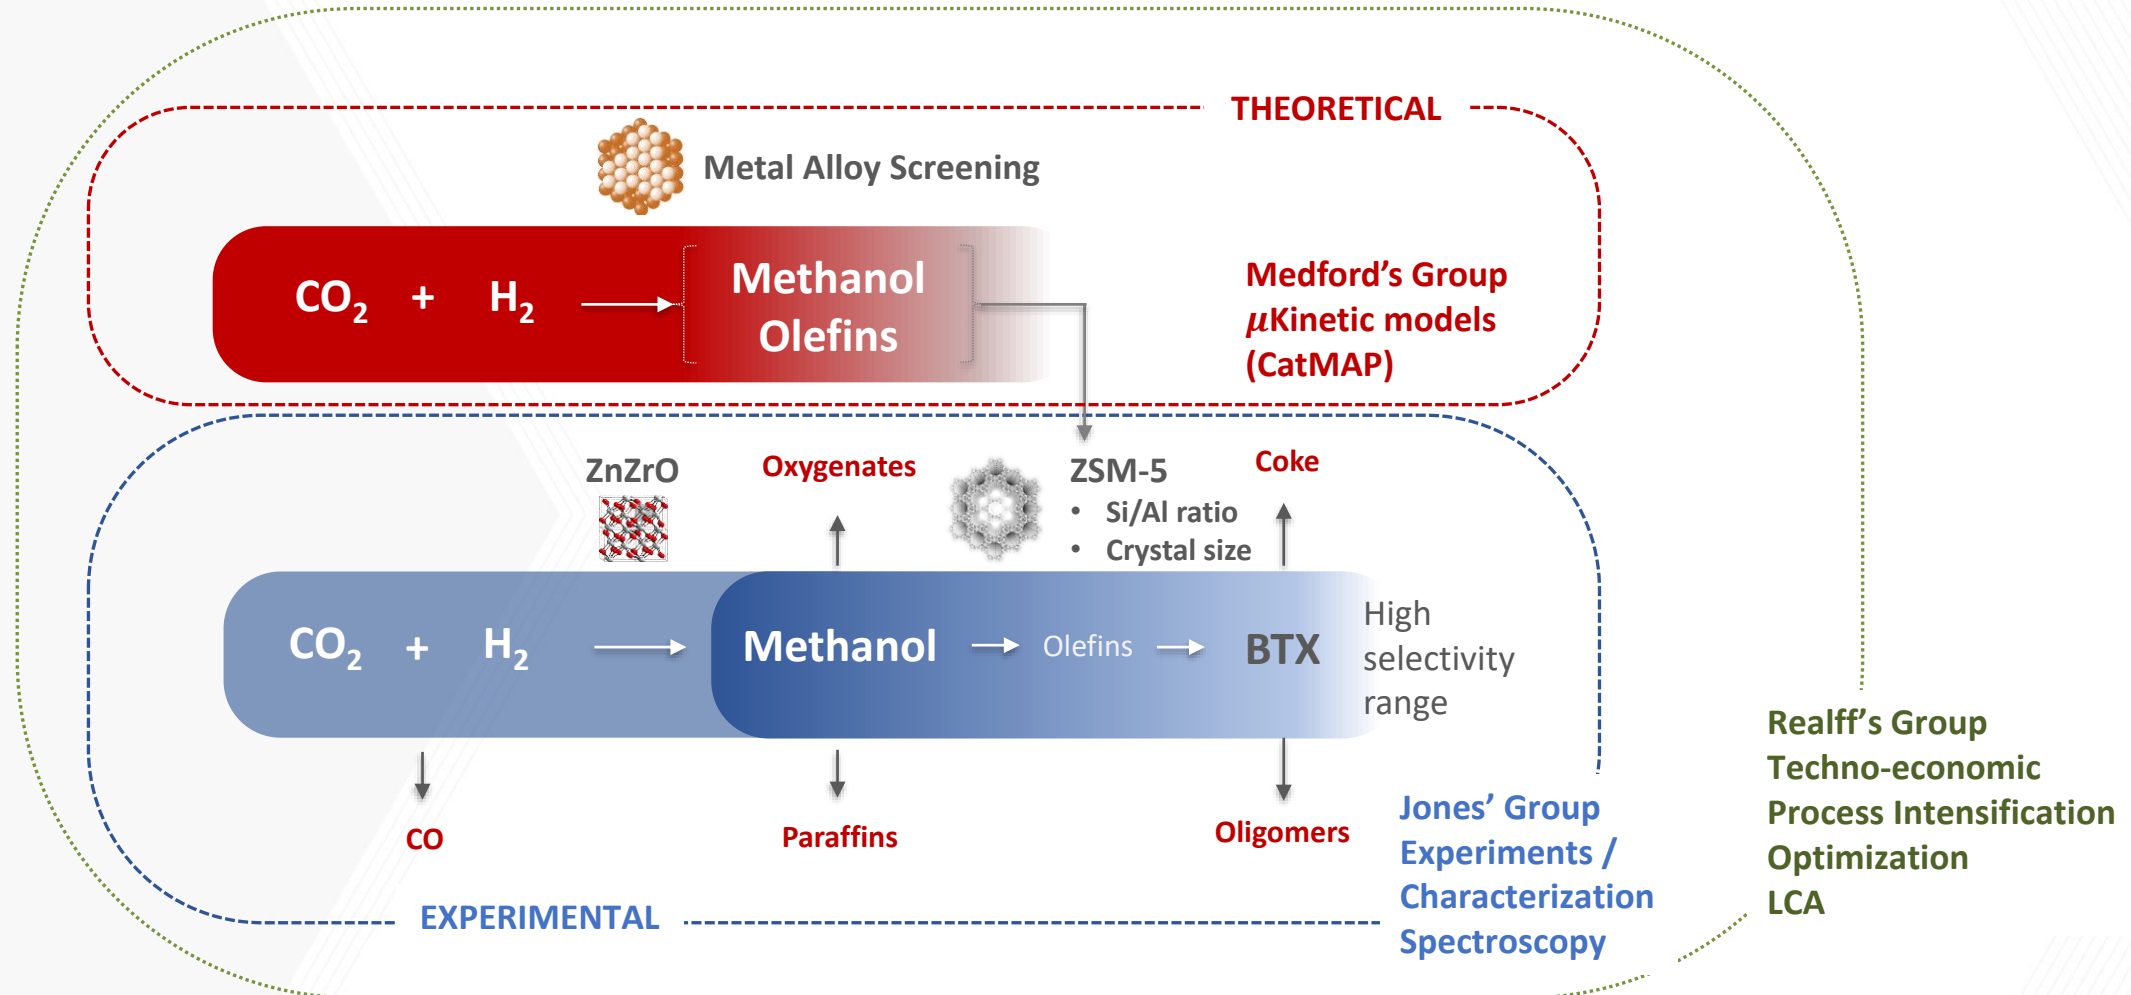 THEORETICAL
Metal Alloy Screening
CO₂ + H₂
Methanol
Olefins
Medford’s Group
μKinetic models
(CatMAP)
ZnZrO
Oxygenates
ZSM-5
• Si/Al ratio
• Crystal size
Coke
CO₂ + H₂
Methanol
Olefins
BTX
High
selectivity
range
CO
Paraffins
Oligomers
Jones’ Group
Experiments /
Characterization
Spectroscopy
EXPERIMENTAL
Realff’s Group
Techno-economic
Process Intensification
Optimization
LCA